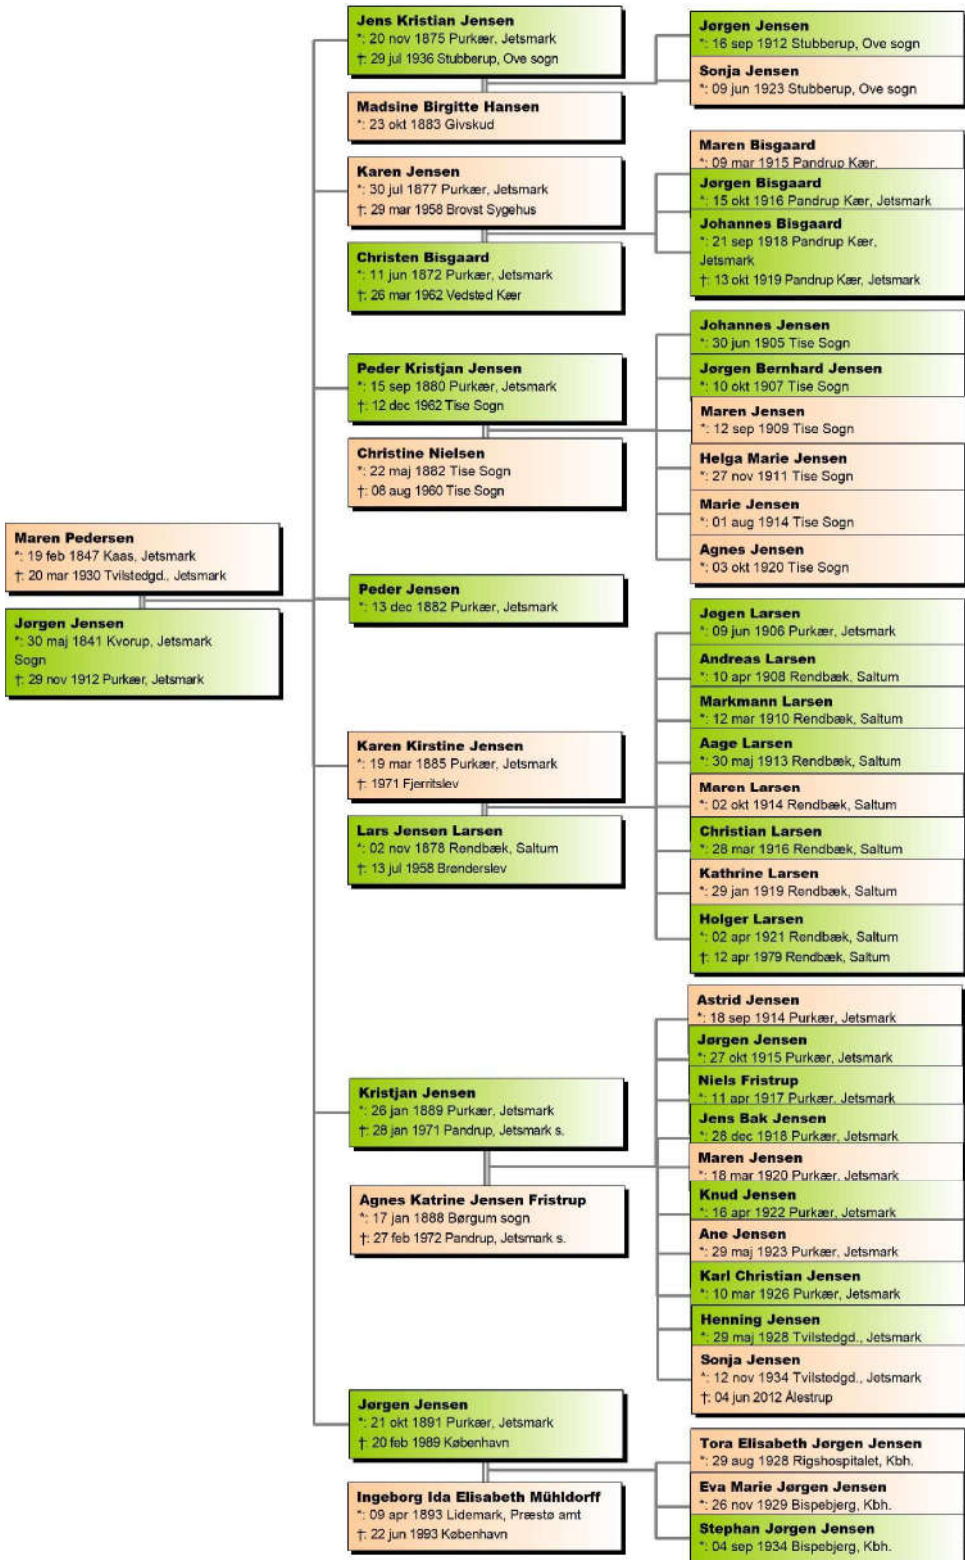 Maren Pedersen
*: 19 feb 1847 Kaas, Jetsmark
†: 20 mar 1930 Tvilstedgd., Jetsmark
Jørgen Jensen
*: 30 maj 1841 Kvorup, Jetsmark
Sogn
†: 29 nov 1912 Purkær, Jetsmark
Jens Kristian Jensen
*: 20 nov 1875 Purkær, Jetsmark
†: 29 jul 1936 Stubberup, Ove sogn
Madsine Birgitte Hansen
*: 23 okt 1883 Givskud
Jørgen Jensen
*: 16 sep 1912 Stubberup, Ove sogn
Sonja Jensen
*: 09 jun 1923 Stubberup, Ove sogn
Karen Jensen
*: 30 jul 1877 Purkær, Jetsmark
†: 29 mar 1958 Brovst Sygehus
Christen Bisgaard
*: 11 jun 1872 Purkær, Jetsmark
†: 26 mar 1962 Vedsted Kær
Maren Bisgaard
*: 09 mar 1915 Pandrup Kær,
Jørgen Bisgaard
*: 15 okt 1916 Pandrup Kær, Jetsmark
Johannes Bisgaard
*: 21 sep 1918 Pandrup Kær,
Jetsmark
†: 13 okt 1919 Pandrup Kær, Jetsmark
Peder Kristjan Jensen
*: 15 sep 1880 Purkær, Jetsmark
†: 12 dec 1962 Tise Sogn
Christine Nielsen
*: 22 maj 1882 Tise Sogn
†: 08 aug 1960 Tise Sogn
Johannes Jensen
*: 30 jun 1905 Tise Sogn
Jørgen Bernhard Jensen
*: 10 okt 1907 Tise Sogn
Maren Jensen
*: 12 sep 1909 Tise Sogn
Helga Marie Jensen
*: 27 nov 1911 Tise Sogn
Marie Jensen
*: 01 aug 1914 Tise Sogn
Agnes Jensen
*: 03 okt 1920 Tise Sogn
Peder Jensen
*: 13 dec 1882 Purkær, Jetsmark
Karen Kirstine Jensen
*: 19 mar 1885 Purkær, Jetsmark
†: 1971 Fjerritslev
Lars Jensen Larsen
*: 02 nov 1878 Rendbæk, Saltum
†: 13 jul 1958 Brønderslev
Jøgen Larsen
*: 09 jun 1906 Purkær, Jetsmark
Andreas Larsen
*: 10 apr 1908 Rendbæk, Saltum
Markmann Larsen
*: 12 mar 1910 Rendbæk, Saltum
Aage Larsen
*: 30 maj 1913 Rendbæk, Saltum
Maren Larsen
*: 02 okt 1914 Rendbæk, Saltum
Christian Larsen
*: 28 mar 1916 Rendbæk, Saltum
Kathrine Larsen
*: 29 jan 1919 Rendbæk, Saltum
Holger Larsen
*: 02 apr 1921 Rendbæk, Saltum
†: 12 apr 1979 Rendbæk, Saltum
Kristjan Jensen
*: 26 jan 1889 Purkær, Jetsmark
†: 28 jan 1971 Pandrup, Jetsmark s.
Agnes Katrine Jensen Fristrup
*: 17 jan 1888 Børgum sogn
†: 27 feb 1972 Pandrup, Jetsmark s.
Astrid Jensen
*: 18 sep 1914 Purkær, Jetsmark
Jørgen Jensen
*: 27 okt 1915 Purkær, Jetsmark
Niels Fristrup
*: 11 apr 1917 Purkær, Jetsmark
Jens Bak Jensen
*: 28 dec 1918 Purkær, Jetsmark
Maren Jensen
*: 18 mar 1920 Purkær, Jetsmark
Knud Jensen
*: 16 apr 1922 Purkær, Jetsmark
Ane Jensen
*: 29 maj 1923 Purkær, Jetsmark
Karl Christian Jensen
*: 10 mar 1926 Purkær, Jetsmark
Henning Jensen
*: 29 maj 1928 Tvilstedgd., Jetsmark
Sonja Jensen
*: 12 nov 1934 Tvilstedgd., Jetsmark
†: 04 jun 2012 Ålestrup
Jørgen Jensen
*: 21 okt 1891 Purkær, Jetsmark
†: 20 feb 1989 København
Ingeborg Ida Elisabeth Mühldorff
*: 09 apr 1893 Lidemark, Præstø amt
†: 22 jun 1993 København
Tora Elisabeth Jørgen Jensen
*: 29 aug 1928 Rigshospitalet, Kbh.
Eva Marie Jørgen Jensen
*: 26 nov 1929 Bispebjerg, Kbh.
Stephan Jørgen Jensen
*: 04 sep 1934 Bispebjerg, Kbh.